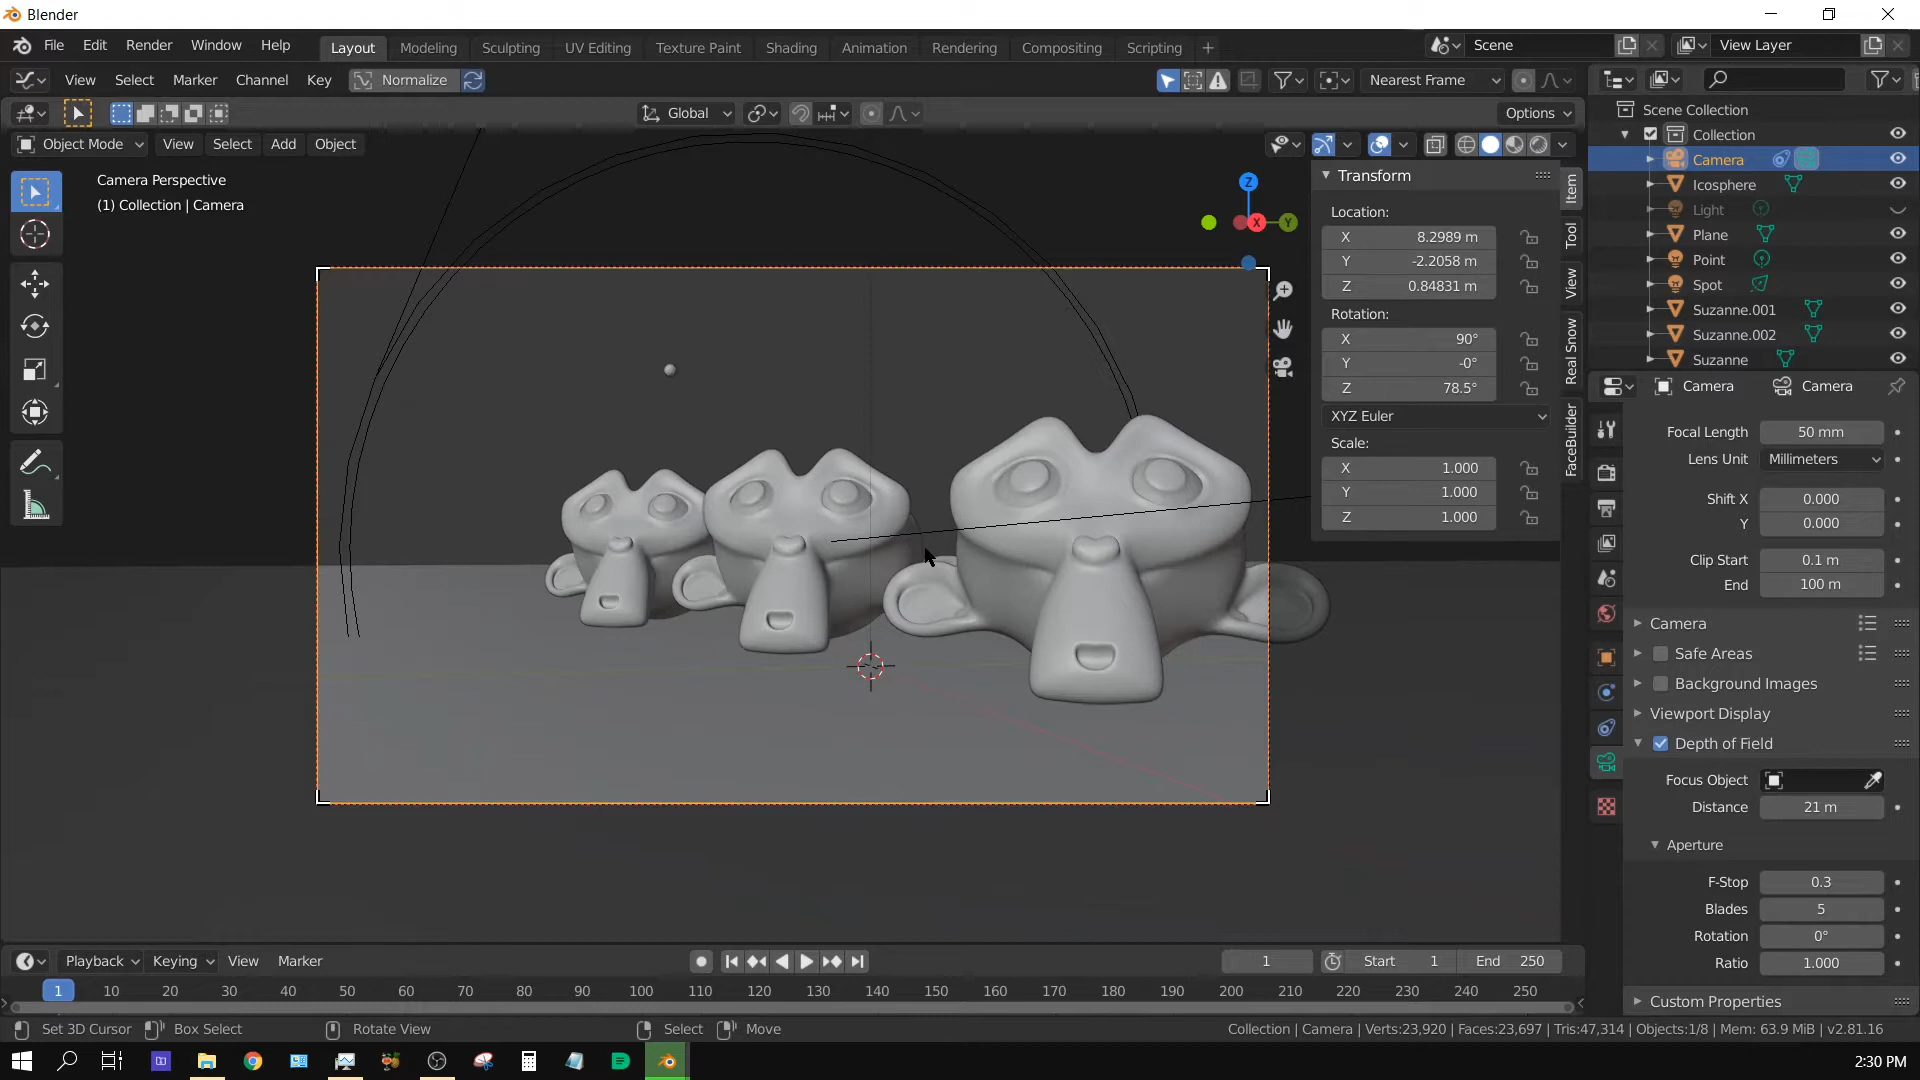 Blender
File Edit Render Window Help Layout Modeling Sculpting UV Editing Texture Paint Shading Animation Rendering Compositing Scripting + Scene View Layer
View Select Marker Channel Key Normalize Nearest Frame
Global Options
Object Mode View Select Add Object
Camera Perspective
(1) Collection | Camera
Z
X
Y
Transform
Location:
X 8.2989 m
Y -2.2058 m
Z 0.84831 m
Rotation:
X 90°
Y -0°
Z 78.5°
XYZ Euler
Scale:
X 1.000
Y 1.000
Z 1.000
Item
Tool
View
Real Snow
FaceBuilder
Scene Collection
Collection
Camera
Icosphere
Light
Plane
Point
Spot
Suzanne.001
Suzanne.002
Suzanne
Camera Camera
Focal Length 50 mm
Lens Unit Millimeters
Shift X 0.000
Y 0.000
Clip Start 0.1 m
End 100 m
Camera
Safe Areas
Background Images
Viewport Display
Depth of Field
Focus Object
Distance 21 m
Aperture
F-Stop 0.3
Blades 5
Rotation 0°
Ratio 1.000
Custom Properties
Playback Keying View Marker 1 Start 1 End 250
1 10 20 30 40 50 60 70 80 90 100 110 120 130 140 150 160 170 180 190 200 210 220 230 240 250
Set 3D Cursor Box Select Rotate View Select Move Collection | Camera | Verts:23,920 | Faces:23,697 | Tris:47,314 | Objects:1/8 | Mem: 63.9 MiB | v2.81.16
2:30 PM